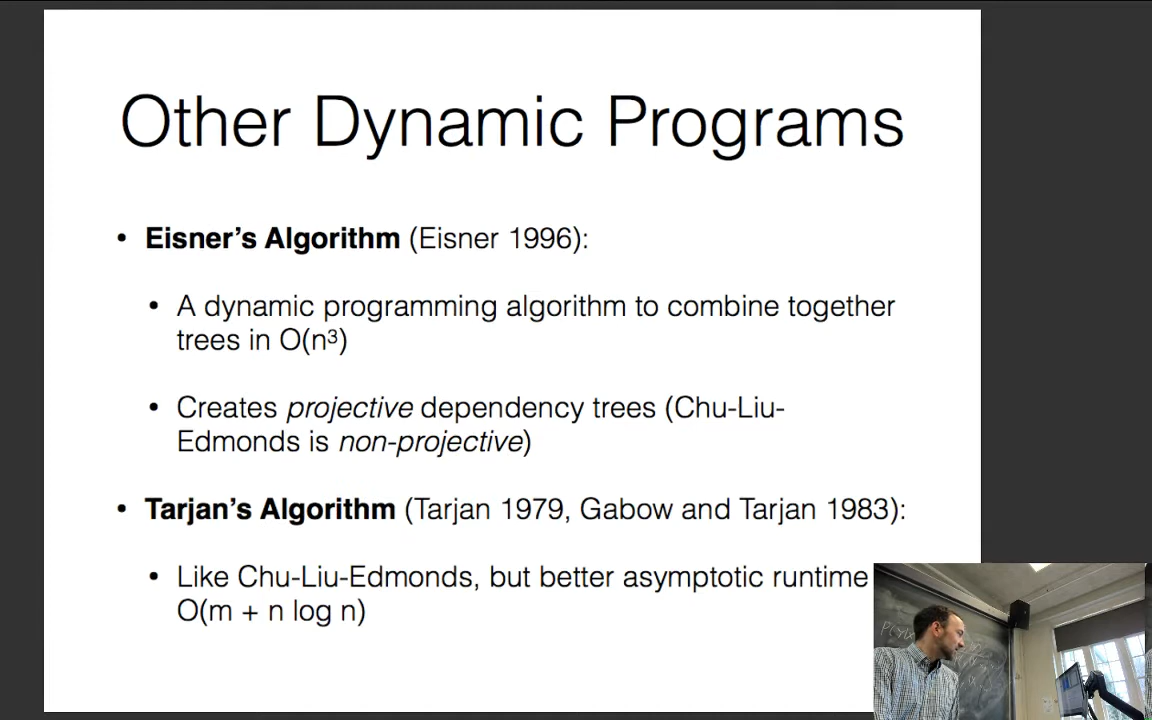 Other Dynamic Programs
• Eisner’s Algorithm (Eisner 1996):
• A dynamic programming algorithm to combine together
trees in O(n³)
• Creates projective dependency trees (Chu-Liu-
Edmonds is non-projective)
• Tarjan’s Algorithm (Tarjan 1979, Gabow and Tarjan 1983):
• Like Chu-Liu-Edmonds, but better asymptotic runtime
O(m + n log n)